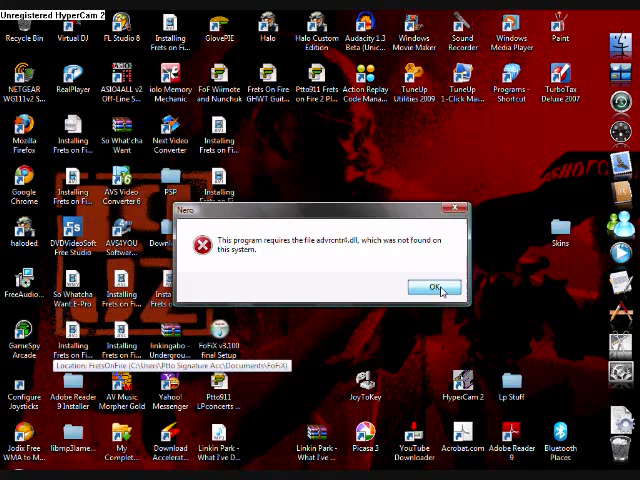 Unregistered HyperCam 2
Recycle Bin
Virtual DJ
FL Studio 8
Installing
Frets on Fi...
GlovePIE
Halo
Halo Custom
Edition
Audacity 1.3
Beta (Unic...
Windows
Movie Maker
Sound
Recorder
Windows
Media Player
Paint
NETGEAR
WG111v2 S...
RealPlayer
ASIO4ALL v2
Off-Line S...
iolo Memory
Mechanic
FoF Wiimote
and Nunchuk
Frets On Fire
GHWT Guit...
Ptto911 Frets
on Fire 2 Pl...
Action Replay
Code Mana...
TuneUp
Utilities 2009
TuneUp
1-Click Ma...
Programs -
Shortcut
TurboTax
Deluxe 2007
Mozilla
Firefox
Installing
Frets on Fi...
So What'cha
Want
Next Video
Converter
Installing
Frets on Fi...
Google
Chrome
Installing
Frets on Fi...
AVS Video
Converter 6
PSP
Installing
haloded
DVDVideoSoft
Free Studio
AVS4YOU
Software...
Skins
Nero
This program requires the file advrcntr4.dll, which was not found on
this system.
OK
FreeAudio...
So Whatcha
Want E-Pro
Installing
Frets on Fi...
GameSpy
Arcade
Installing
Frets on Fi...
Installing
Frets on Fi...
linkingabo-
Undergrou...
FoFiX v3.100
final Setup
Location: FretsOnFire (C:\Users\Ptto Signature Acc\Documents\FoFiX)
Configure
Joysticks
Adobe Reader
9 Installer
AV Music
Morpher Gold
Yahoo!
Messenger
Ptto911
LPconcerts ...
JoyToKey
HyperCam 2
Lp Stuff
Jodix Free
WMA to M...
libmp3lame...
My
Complet...
Download
Accelerat...
Linkin Park -
What I've ...
Linkin Park -
What I've ...
Picasa 3
YouTube
Downloader
Acrobat.com
Adobe Reader
9
Bluetooth
Places